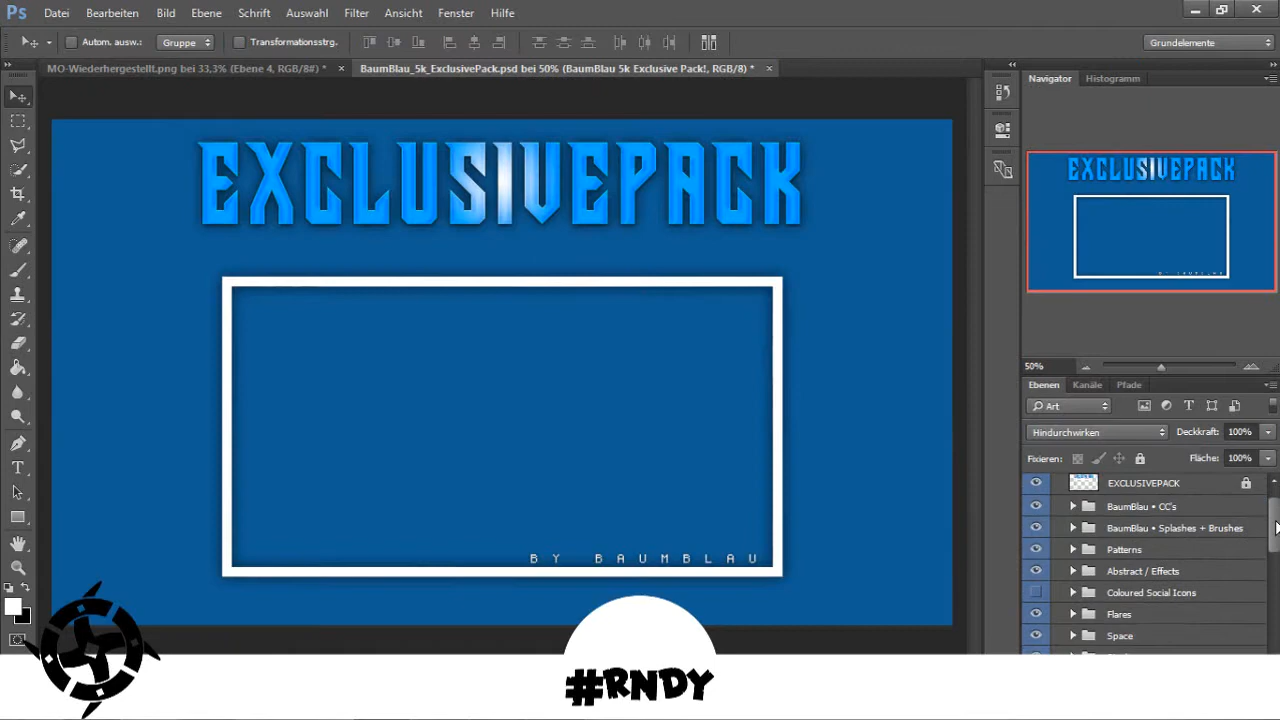 Ps Datei Bearbeiten Bild Ebene Schrift Auswahl Filter Ansicht Fenster Hilfe
Autom. ausw.: Gruppe Transformationsstrg. Grundelemente
MO-Wiederhergestellt.png bei 33,3% (Ebene 4, RGB/8#) * BaumBlau_5k_ExclusivePack.psd bei 50% (BaumBlau 5k Exclusive Pack!, RGB/8) *
Navigator Histogramm
EXCLUSIVEPACK
EXCLUSIVEPACK
BY BAUMBLAU
50%
Ebenen Kanäle Pfade
Art
Hindurchwirken Deckkraft: 100%
Fixieren: Fläche: 100%
EXCLUSIVEPACK
BaumBlau • CC's
BaumBlau • Splashes + Brushes
Patterns
Abstract / Effects
Coloured Social Icons
Flares
Space
#RNDY